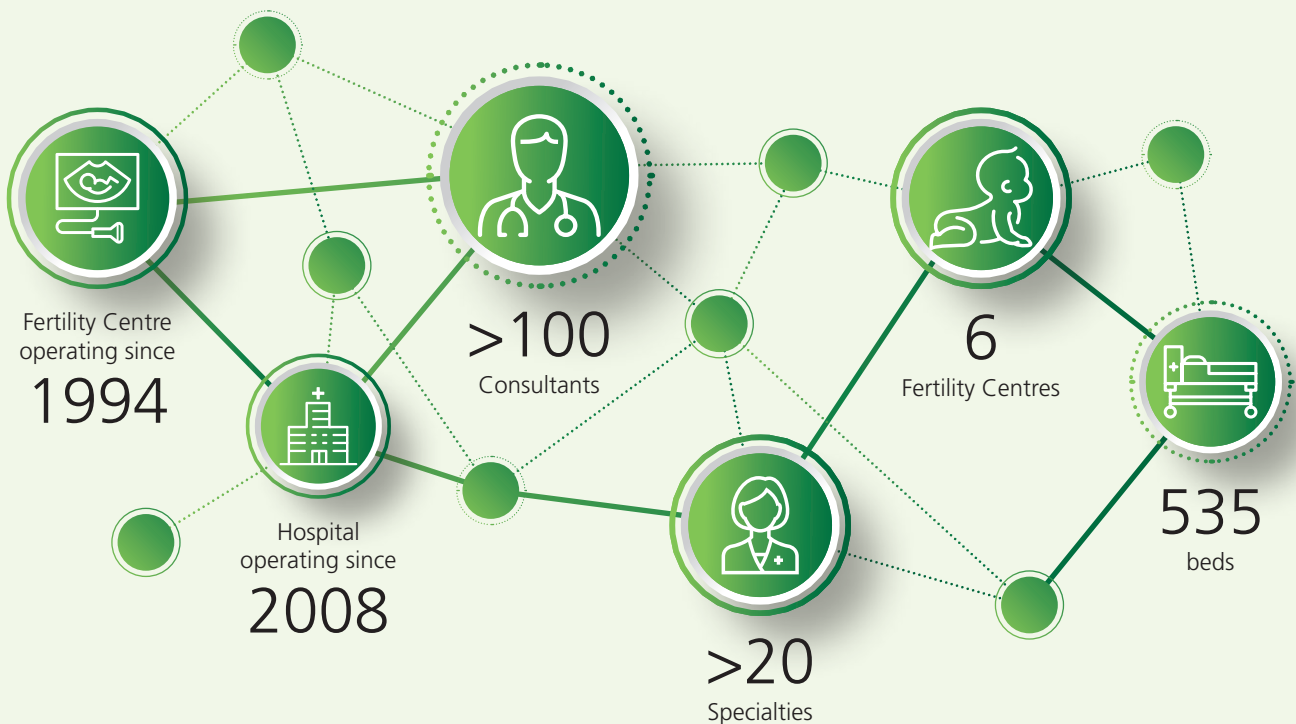 Fertility Centre
operating since
1994
Hospital
operating since
2008
>100
Consultants
>20
Specialties
6
Fertility Centres
535
beds